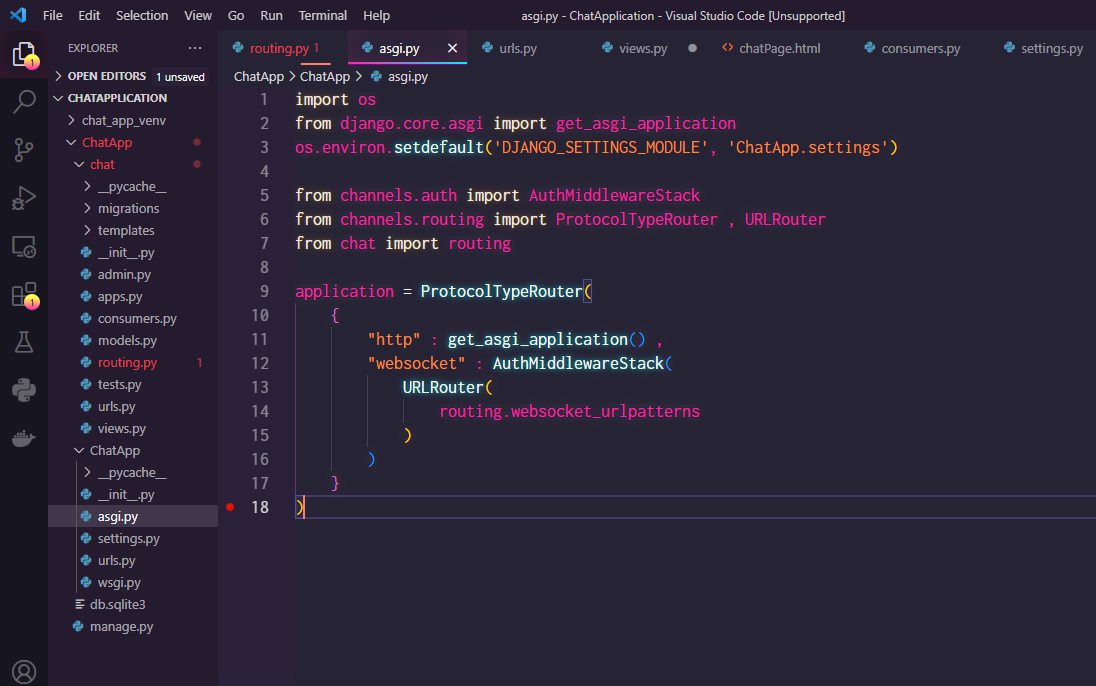 File Edit Selection View Go Run Terminal Help asgi.py - ChatApplication - Visual Studio Code [Unsupported]
EXPLORER ···
routing.py 1 asgi.py urls.py views.py chatPage.html consumers.py settings.py
1
OPEN EDITORS 1 unsaved
CHATAPPLICATION
chat_app_venv
ChatApp
chat
__pycache__
migrations
templates
__init__.py
admin.py
apps.py
consumers.py
models.py
routing.py 1
tests.py
urls.py
views.py
ChatApp
__pycache__
__init__.py
asgi.py
settings.py
urls.py
wsgi.py
db.sqlite3
manage.py
1
ChatApp > ChatApp > asgi.py
1 import os
2 from django.core.asgi import get_asgi_application
3 os.environ.setdefault('DJANGO_SETTINGS_MODULE', 'ChatApp.settings')
4
5 from channels.auth import AuthMiddlewareStack
6 from channels.routing import ProtocolTypeRouter , URLRouter
7 from chat import routing
8
9 application = ProtocolTypeRouter(
10 {
11 "http" : get_asgi_application() ,
12 "websocket" : AuthMiddlewareStack(
13 URLRouter(
14 routing.websocket_urlpatterns
15 )
16 )
17 }
18 )